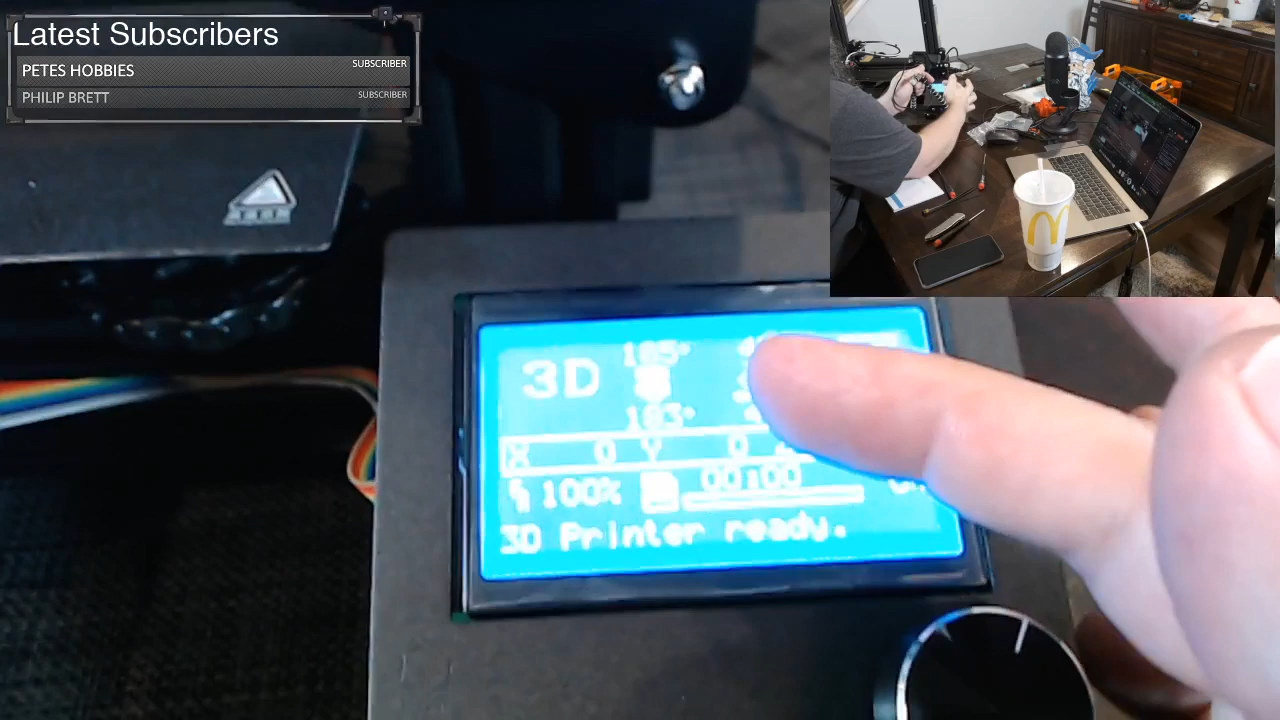 Latest Subscribers
PETES HOBBIES SUBSCRIBER
PHILIP BRETT SUBSCRIBER
185°
3D
183°
X 0 Y 0
100% 00:00
3D Printer ready.